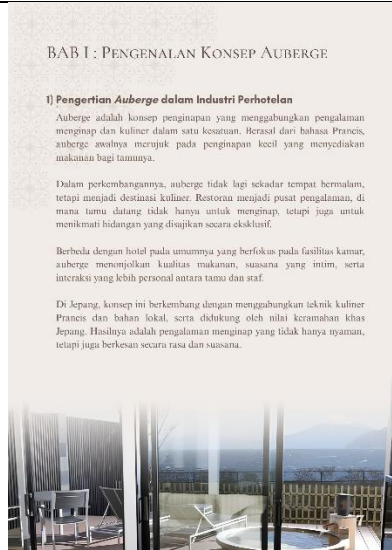 BAB I : PENGENALAN KONSEP AUBERGE
1) Pengertian Auberge dalam Industri Perhotelan
Auberge adalah konsep penginapan yang menggabungkan pengalaman
menginap dan kuliner dalam satu kesatuan. Berasal dari bahasa Prancis,
auberge awalnya merujuk pada penginapan kecil yang menyediakan
makanan bagi tamunya.
Dalam perkembangannya, auberge tidak lagi sekadar tempat bermalam,
tetapi menjadi destinasi kuliner. Restoran menjadi pusat pengalaman, di
mana tamu datang tidak hanya untuk menginap, tetapi juga untuk
menikmati hidangan yang disajikan secara eksklusif.
Berbeda dengan hotel pada umumnya yang berfokus pada fasilitas kamar,
auberge menonjolkan kualitas makanan, suasana yang intim, serta
interaksi yang lebih personal antara tamu dan staf.
Di Jepang, konsep ini berkembang dengan menggabungkan teknik kuliner
Prancis dan bahan lokal, serta didukung oleh nilai keramahan khas
Jepang. Hasilnya adalah pengalaman menginap yang tidak hanya nyaman,
tetapi juga berkesan secara rasa dan suasana.